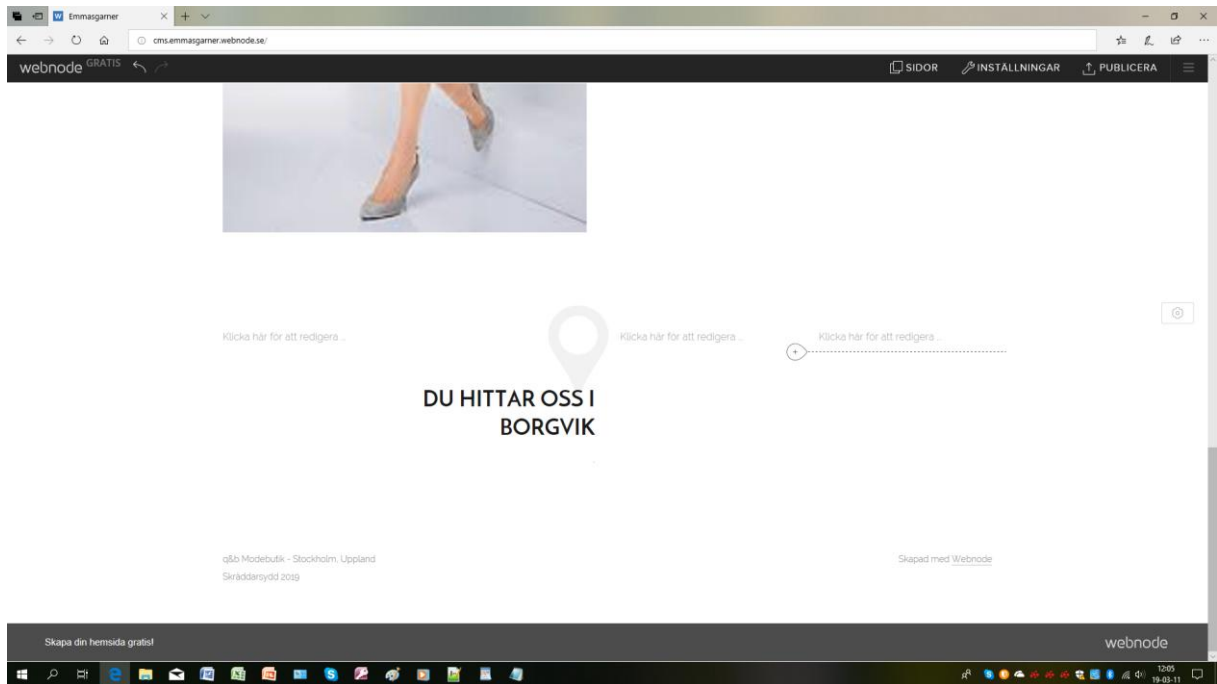 Emmasgarner
cms.emmasgarner.webnode.se/
webnode GRATIS SIDOR INSTÄLLNINGAR PUBLICERA
Klicka här för att redigera ... Klicka här för att redigera ... Klicka här för att redigera ...
DU HITTAR OSS I
BORGVIK
q&b Modebutik - Stockholm, Uppland Skapad med Webnode
Skräddarsydd 2019
Skapa din hemsida gratis! webnode
12:05
19-03-11